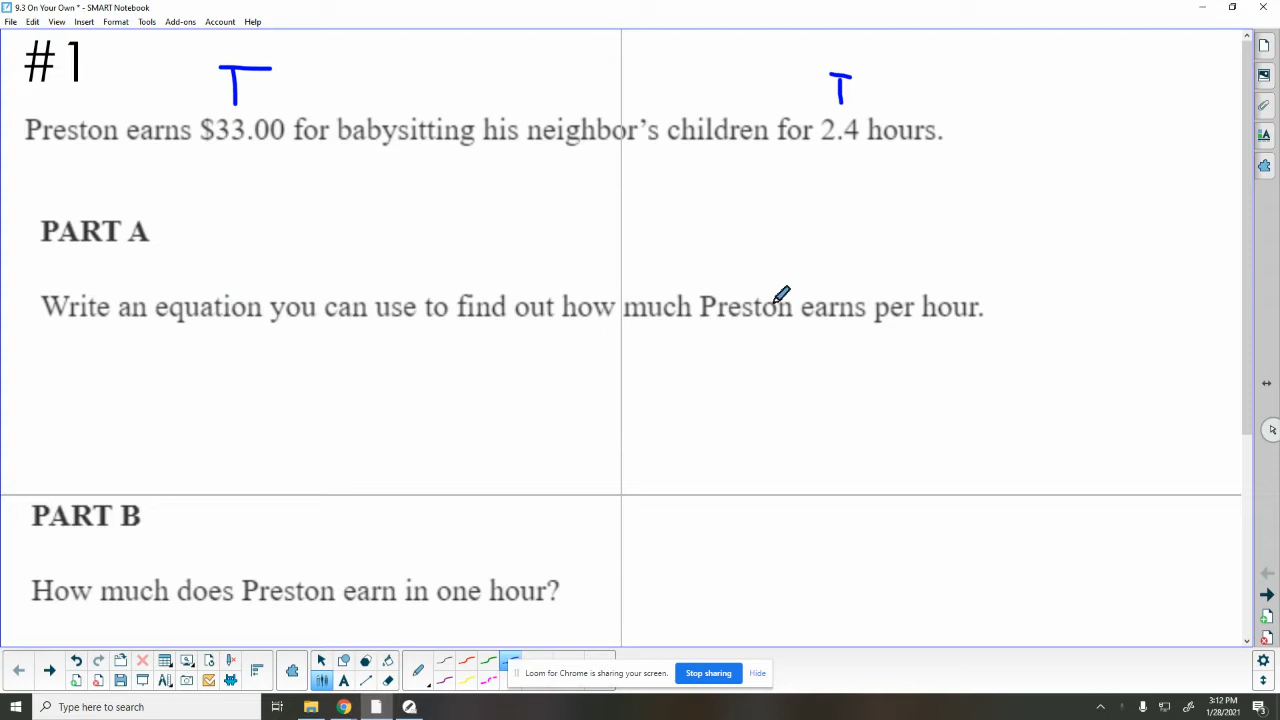 9.3 On Your Own * - SMART Notebook
File Edit View Insert Format Tools Add-ons Account Help
#1
T T
Preston earns $33.00 for babysitting his neighbor's children for 2.4 hours.
PART A
Write an equation you can use to find out how much Preston earns per hour.
PART B
How much does Preston earn in one hour?
Loom for Chrome is sharing your screen. Stop sharing Hide
Type here to search
3:12 PM
1/28/2021